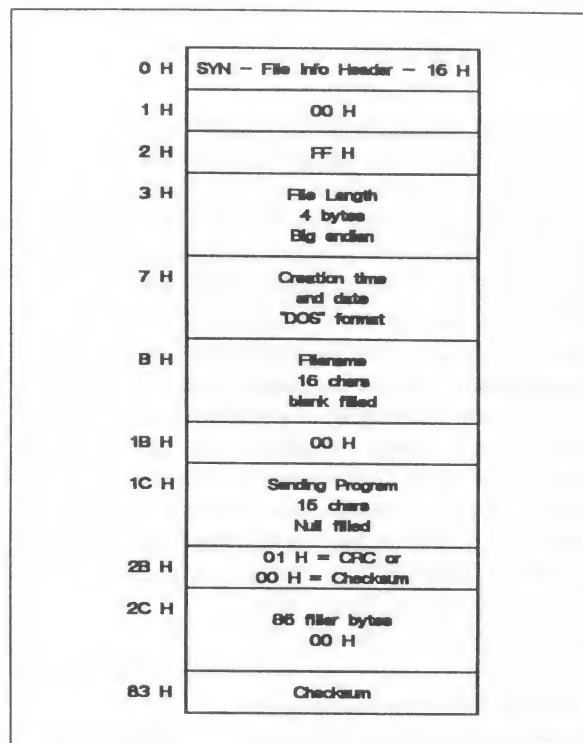 0 H SYN – File Info Header – 16 H
1 H 00 H
2 H FF H
3 H File Length
4 bytes
Big endian
7 H Creation time
and date
"DOS" format
B H Filename
16 chars
blank filled
1B H 00 H
1C H Sending Program
15 chars
Null filled
2B H 01 H = CRC or
00 H = Checksum
2C H 86 filler bytes
00 H
83 H Checksum